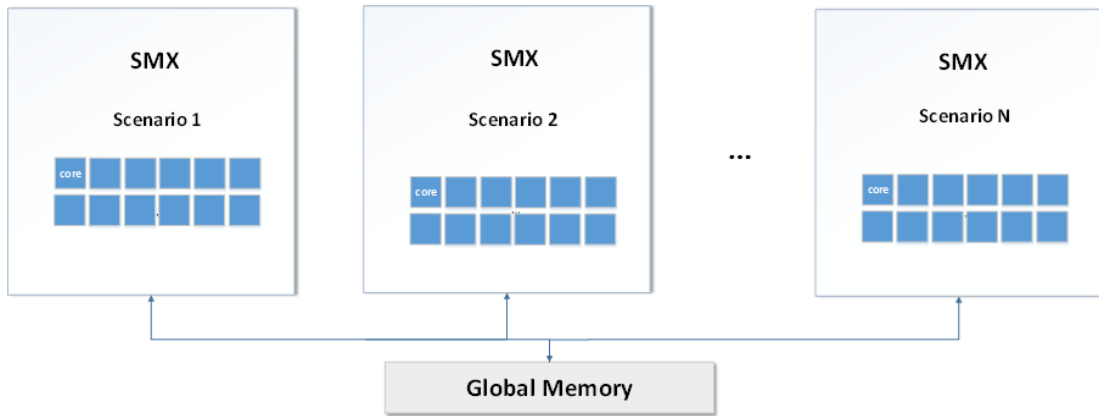 SMX
Scenario 1
core
SMX
Scenario 2
core
...
...
SMX
Scenario N
core
Global Memory